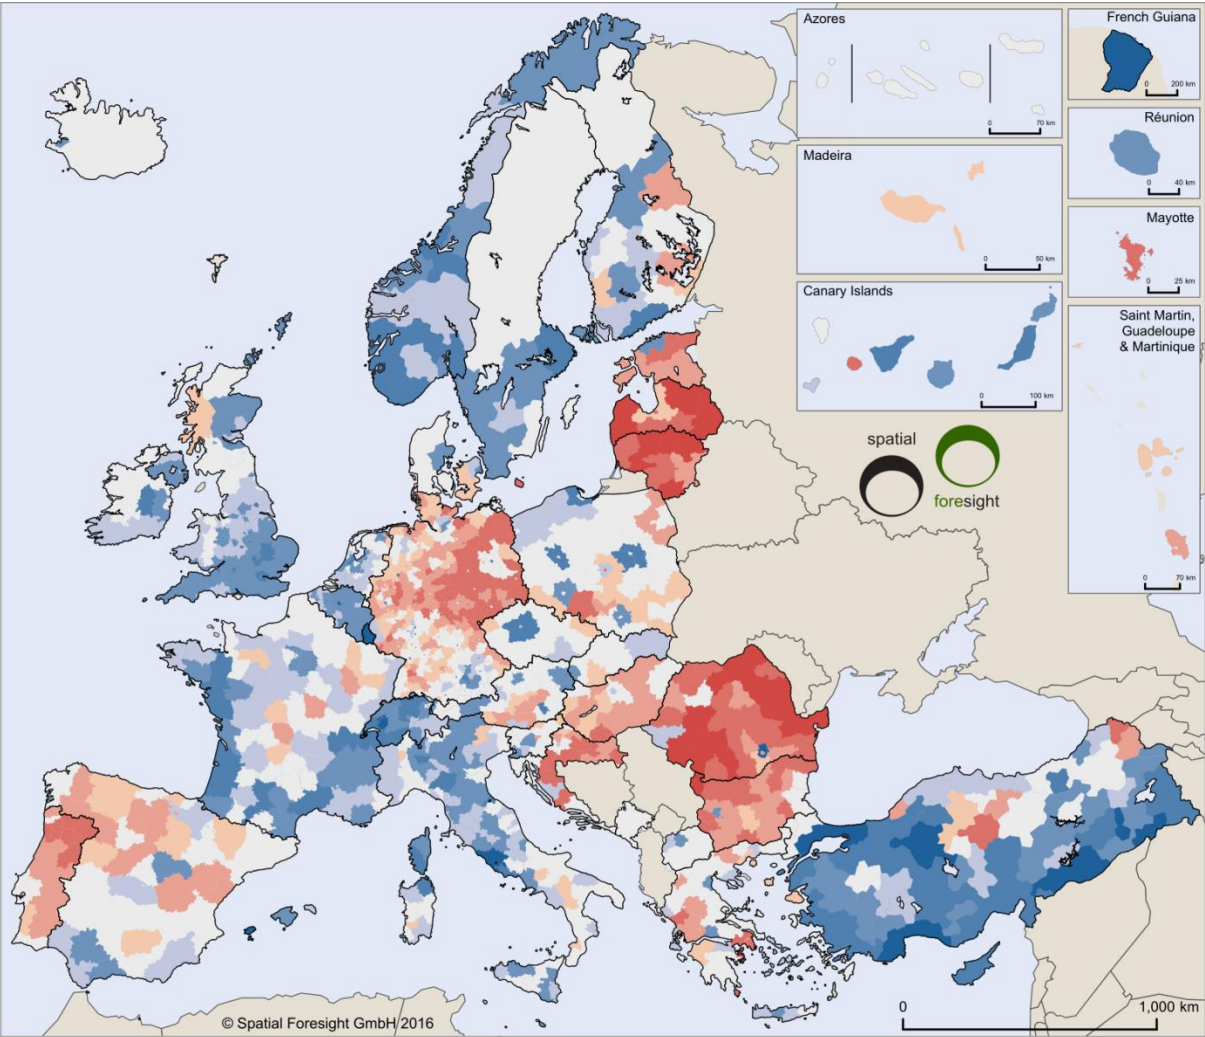 Azores
0
70 km
French Guiana
0
200 km
Réunion
0
40 km
Madeira
0
50 km
Mayotte
0
25 km
Canary Islands
0
100 km
Saint Martin,
Guadeloupe
& Martinique
0
70 km
spatial
foresight
© Spatial Foresight GmbH 2016
0
1,000 km